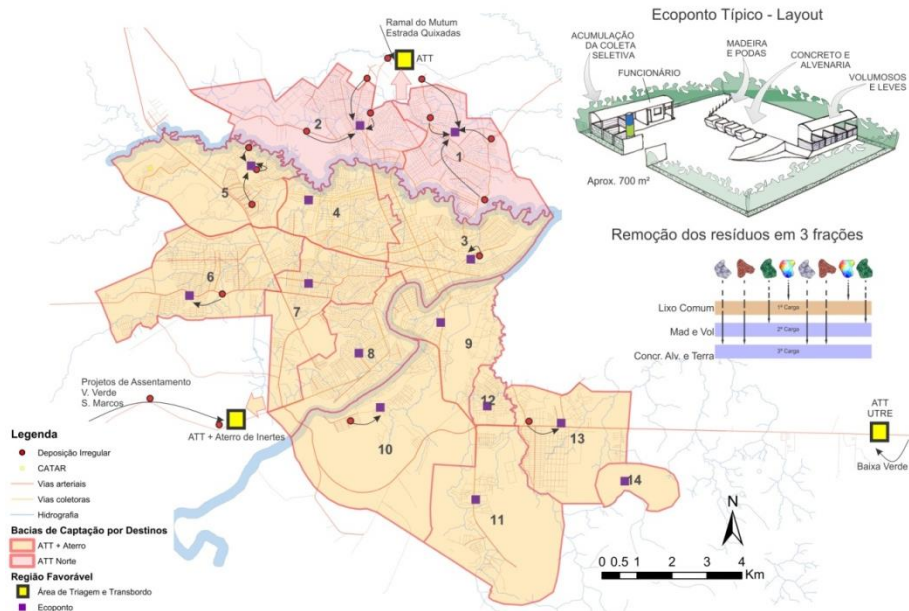 Ramal do Mutum
Estrada Quixadas
ATT
Ecoponto Típico - Layout
ACUMULAÇÃO
DA COLETA
SELETIVA
FUNCIONÁRIO
MADEIRA
E PODAS
CONCRETO E
ALVENARIA
VOLUMOSOS
E LEVES
Aprox. 700 m²
Remoção dos resíduos em 3 frações
Lixo Comum
1ª Carga
Mad e Vol
2ª Carga
Concr. Alv. e Terra
3ª Carga
2
1
5
4
3
6
7
8
9
12
10
13
14
11
Projetos de Assentamento
V. Verde
S. Marcos
ATT + Aterro de Inertes
ATT
UTRE
Baixa Verde
Legenda
Deposição Irregular
CATAR
Vias arteriais
Vias coletoras
Hidrografia
Bacias de Captação por Destinos
ATT + Aterro
ATT Norte
Região Favorável
Área de Triagem e Transbordo
Ecoponto
N
0 0.5 1 2 3 4
Km